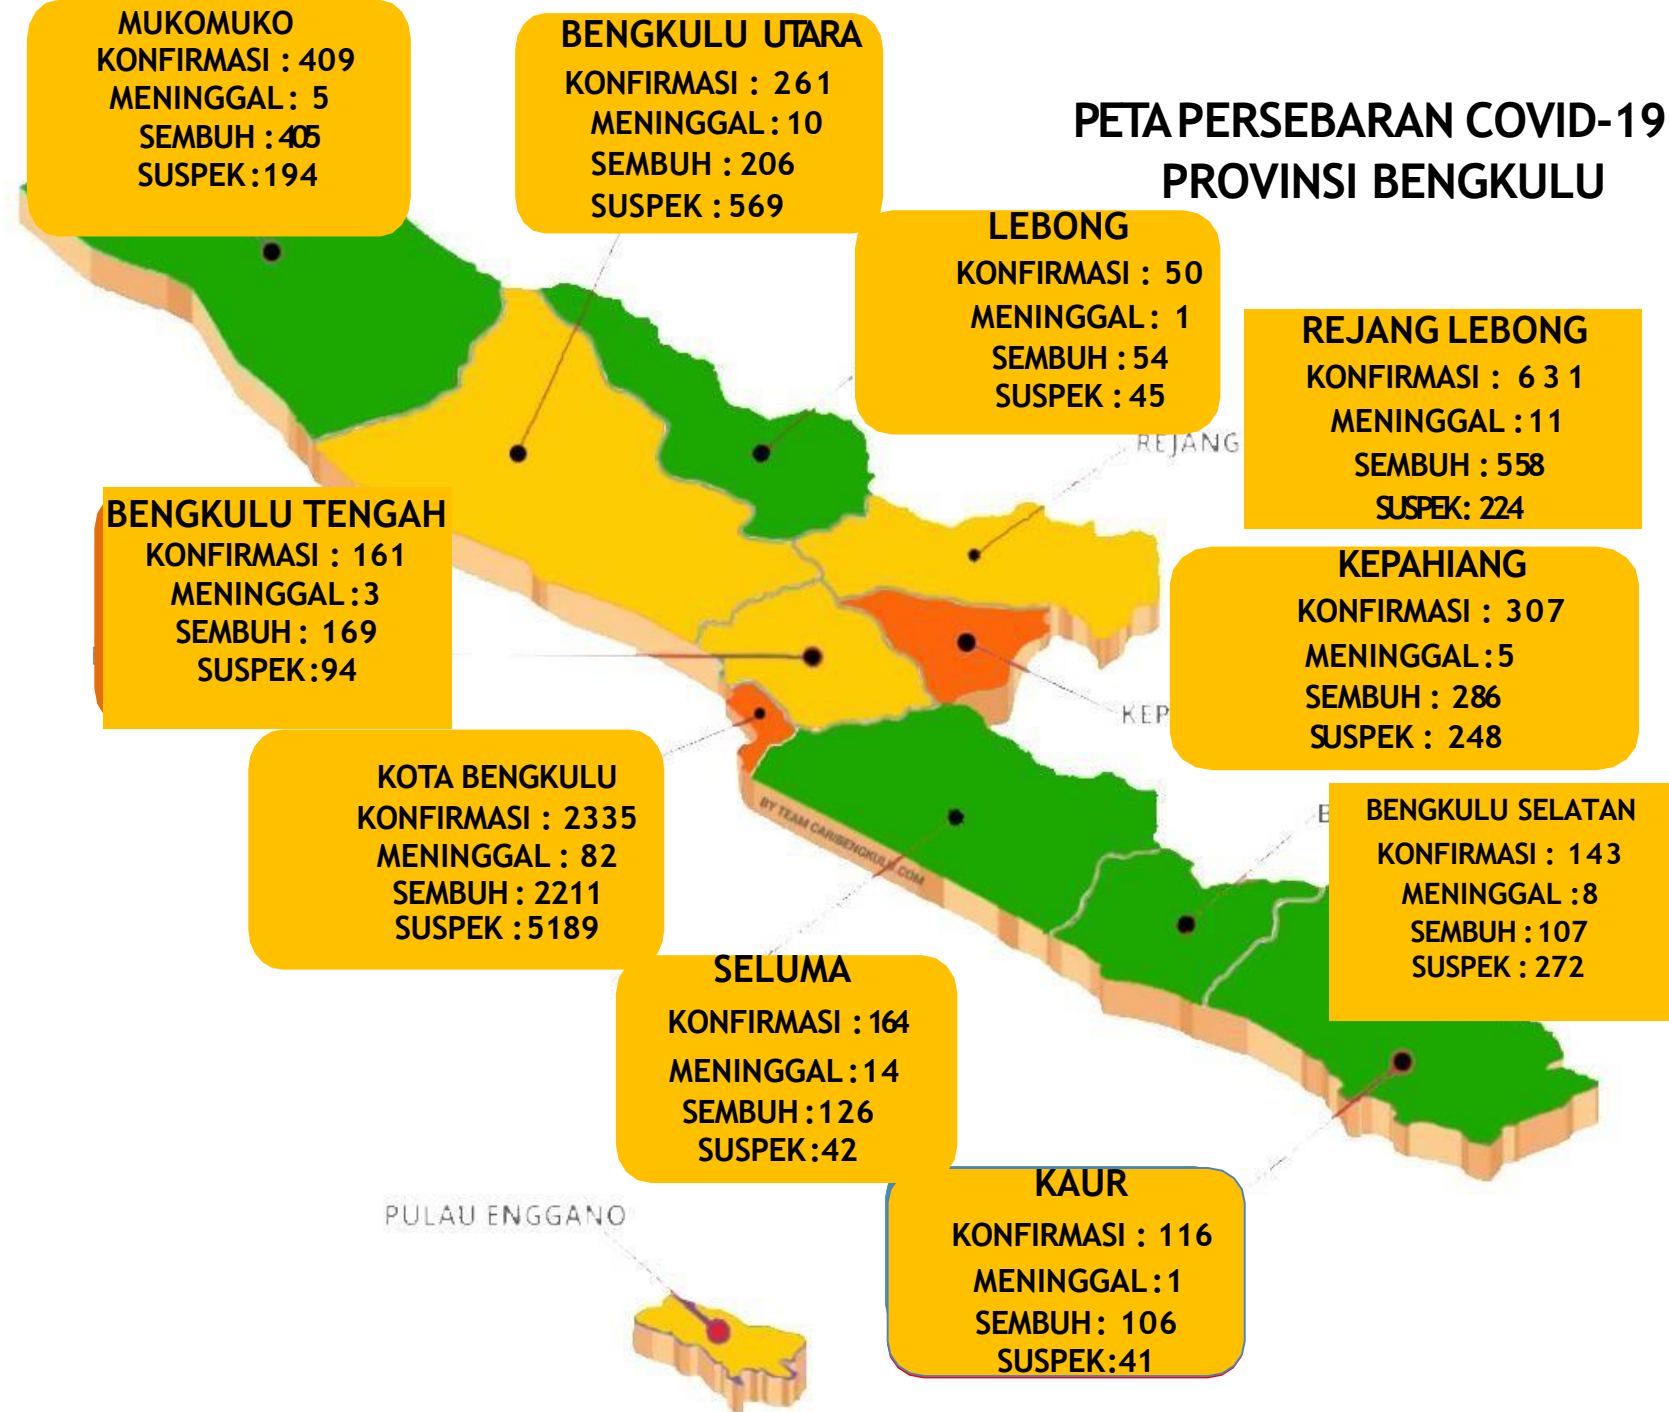 MUKOMUKO
KONFIRMASI : 409
MENINGGAL : 5
SEMBUH : 405
SUSPEK : 194
BENGKULU UTARA
KONFIRMASI : 261
MENINGGAL : 10
SEMBUH : 206
SUSPEK : 569
PETA PERSEBARAN COVID-19
PROVINSI BENGKULU
LEBONG
KONFIRMASI : 50
MENINGGAL : 1
SEMBUH : 54
SUSPEK : 45
REJANG LEBONG
KONFIRMASI : 631
MENINGGAL : 11
SEMBUH : 558
SUSPEK : 224
REJANG
BENGKULU TENGAH
KONFIRMASI : 161
MENINGGAL : 3
SEMBUH : 169
SUSPEK : 94
KEPAHIANG
KONFIRMASI : 307
MENINGGAL : 5
SEMBUH : 286
SUSPEK : 248
KEP
KOTA BENGKULU
KONFIRMASI : 2335
MENINGGAL : 82
SEMBUH : 2211
SUSPEK : 5189
BY TEAM CARIBENGKULU.COM
B
BENGKULU SELATAN
KONFIRMASI : 143
MENINGGAL : 8
SEMBUH : 107
SUSPEK : 272
SELUMA
KONFIRMASI : 164
MENINGGAL : 14
SEMBUH : 126
SUSPEK : 42
KAUR
KONFIRMASI : 116
MENINGGAL : 1
SEMBUH : 106
SUSPEK : 41
PULAU ENGGANO